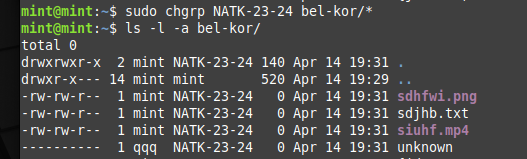 mint@mint:~$ sudo chgrp NATK-23-24 bel-kor/*
mint@mint:~$ ls -l -a bel-kor/
total 0
drwxrwxr-x  2 mint NATK-23-24 140 Apr 14 19:31 .
drwxr-x--- 14 mint mint       520 Apr 14 19:29 ..
-rw-rw-r--  1 mint NATK-23-24   0 Apr 14 19:31 sdhfwi.png
-rw-rw-r--  1 mint NATK-23-24   0 Apr 14 19:31 sdjhb.txt
-rw-rw-r--  1 mint NATK-23-24   0 Apr 14 19:31 siuhf.mp4
----------  1 qqq  NATK-23-24   0 Apr 14 19:31 unknown